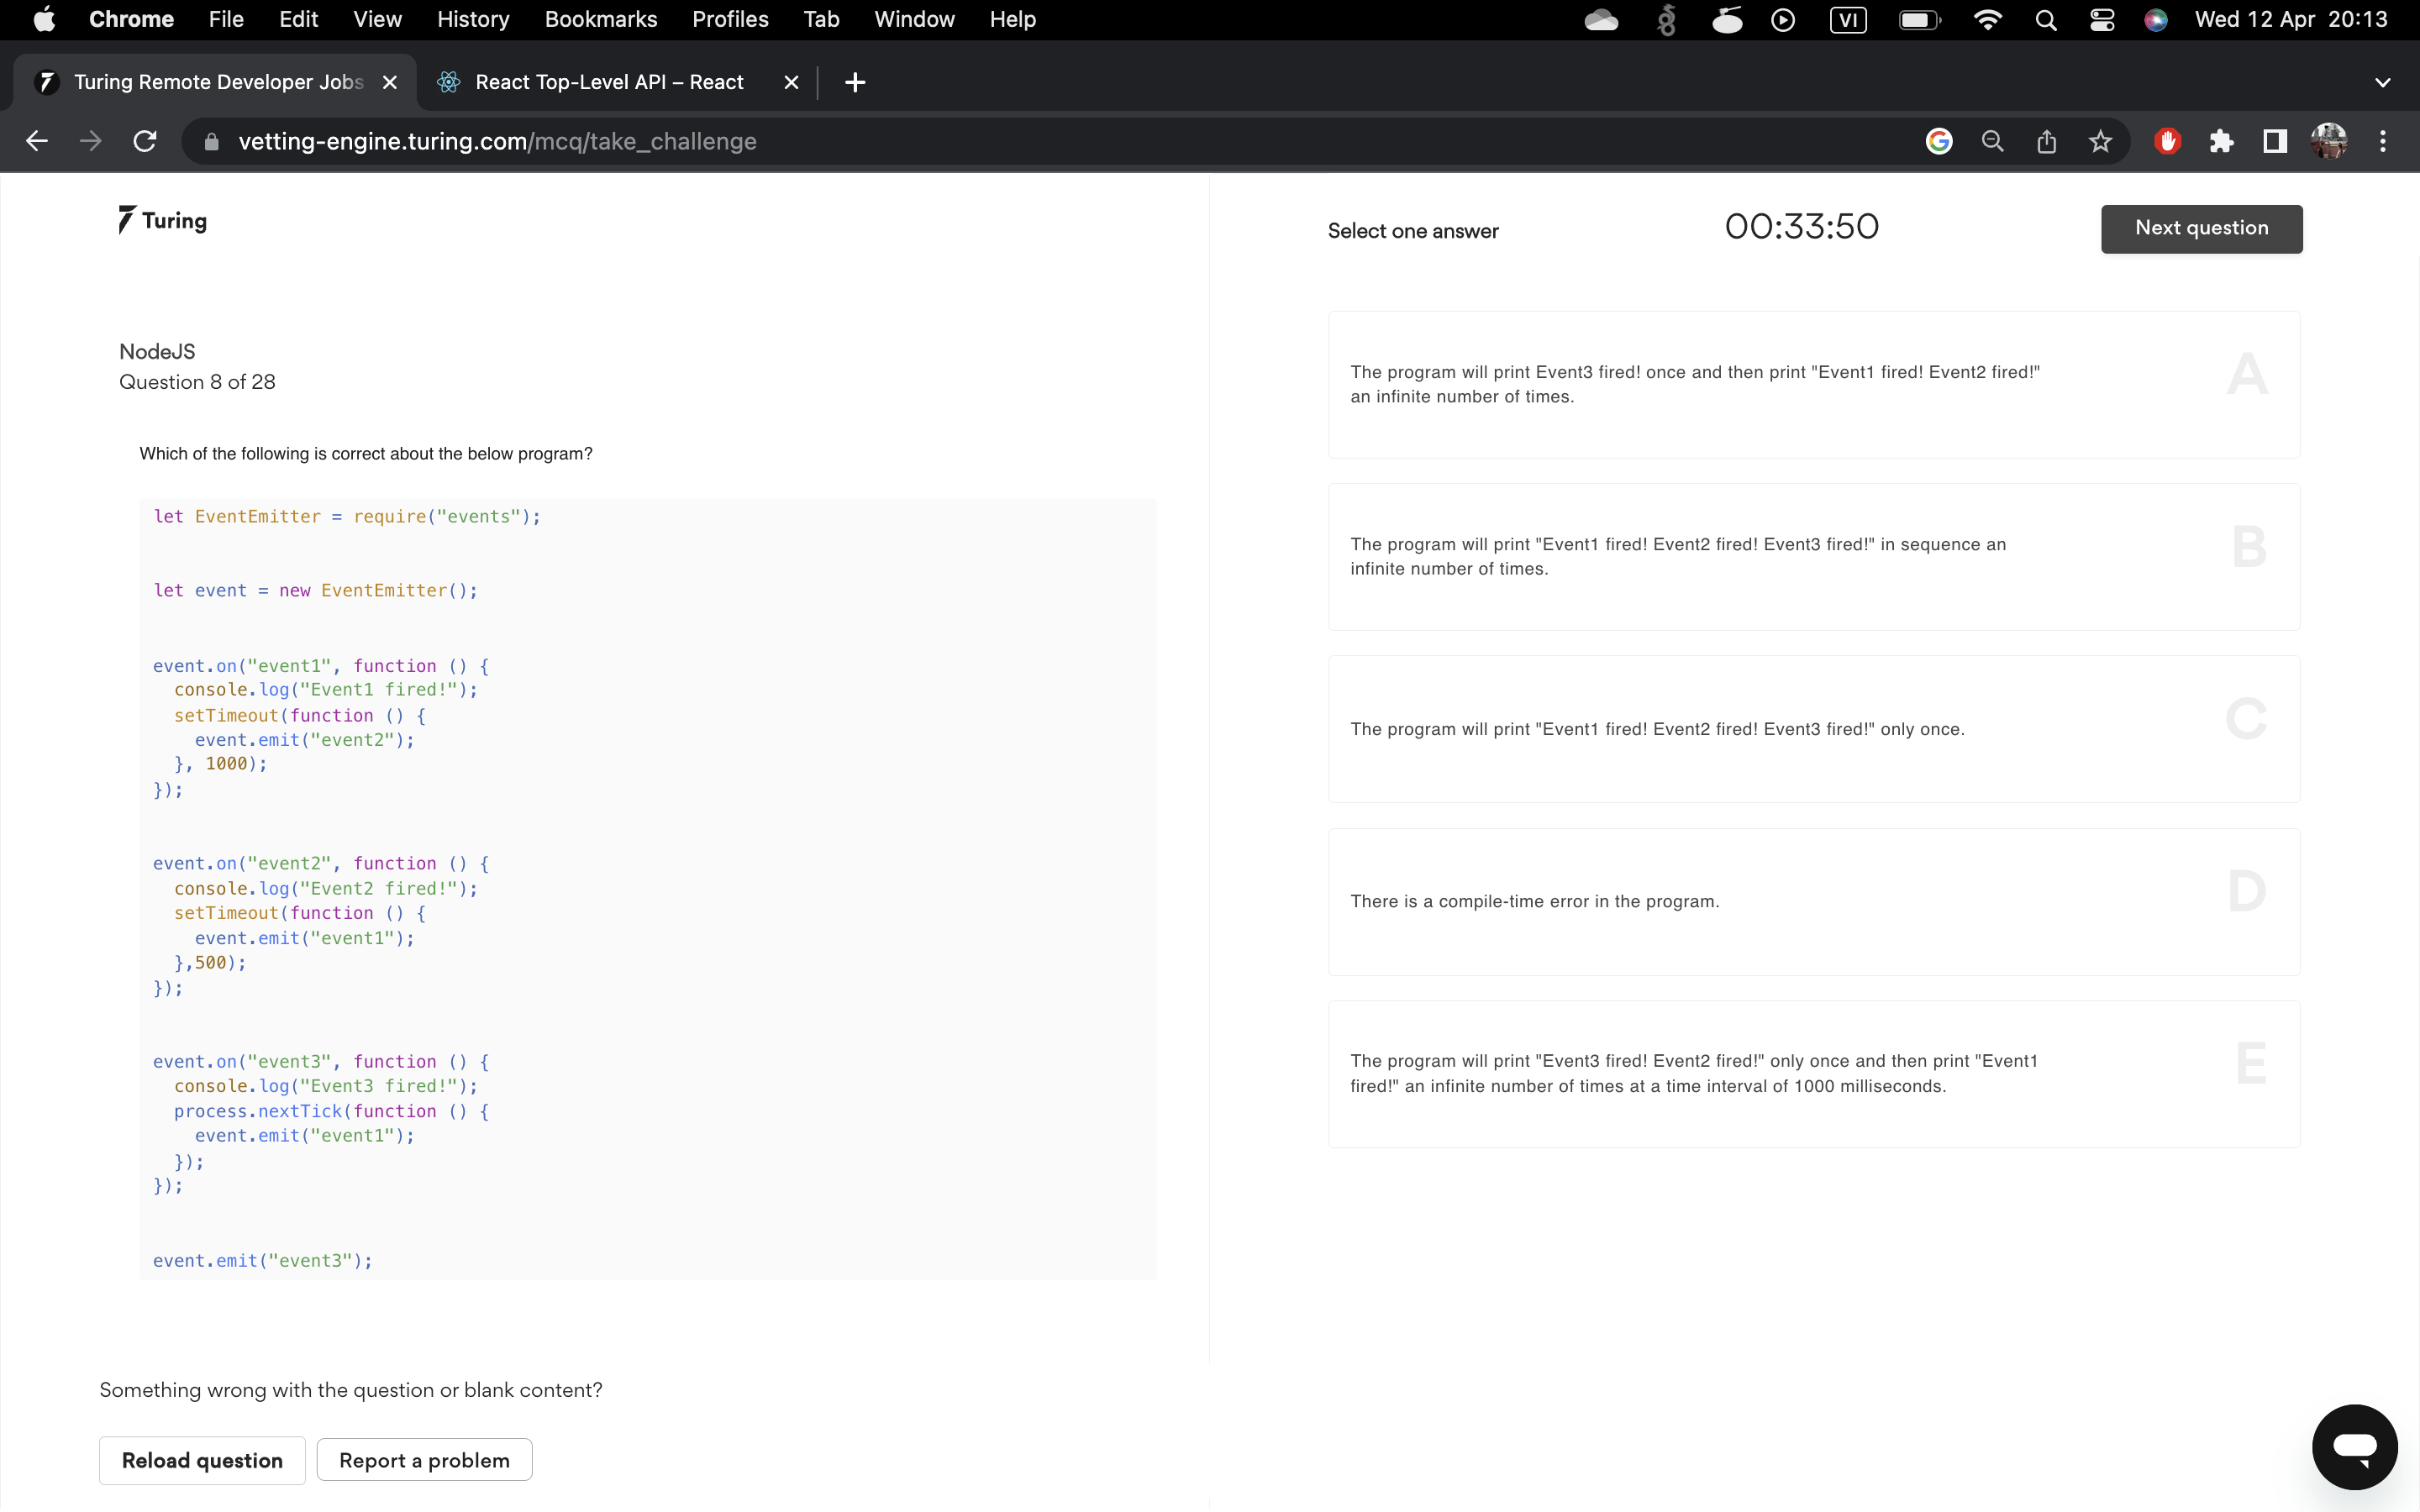 Chrome File Edit View History Bookmarks Profiles Tab Window Help VI Wed 12 Apr 20:13
Turing Remote Developer Jobs React Top-Level API – React
vetting-engine.turing.com/mcq/take_challenge
Turing
Select one answer
00:33:50
Next question
NodeJS
Question 8 of 28
Which of the following is correct about the below program?
let EventEmitter = require("events");
let event = new EventEmitter();
event.on("event1", function () {
  console.log("Event1 fired!");
  setTimeout(function () {
    event.emit("event2");
  }, 1000);
});
event.on("event2", function () {
  console.log("Event2 fired!");
  setTimeout(function () {
    event.emit("event1");
  },500);
});
event.on("event3", function () {
  console.log("Event3 fired!");
  process.nextTick(function () {
    event.emit("event1");
  });
});
event.emit("event3");
The program will print Event3 fired! once and then print "Event1 fired! Event2 fired!"
an infinite number of times.
A
The program will print "Event1 fired! Event2 fired! Event3 fired!" in sequence an
infinite number of times.
B
The program will print "Event1 fired! Event2 fired! Event3 fired!" only once.
C
There is a compile-time error in the program.
D
The program will print "Event3 fired! Event2 fired!" only once and then print "Event1
fired!" an infinite number of times at a time interval of 1000 milliseconds.
E
Something wrong with the question or blank content?
Reload question Report a problem